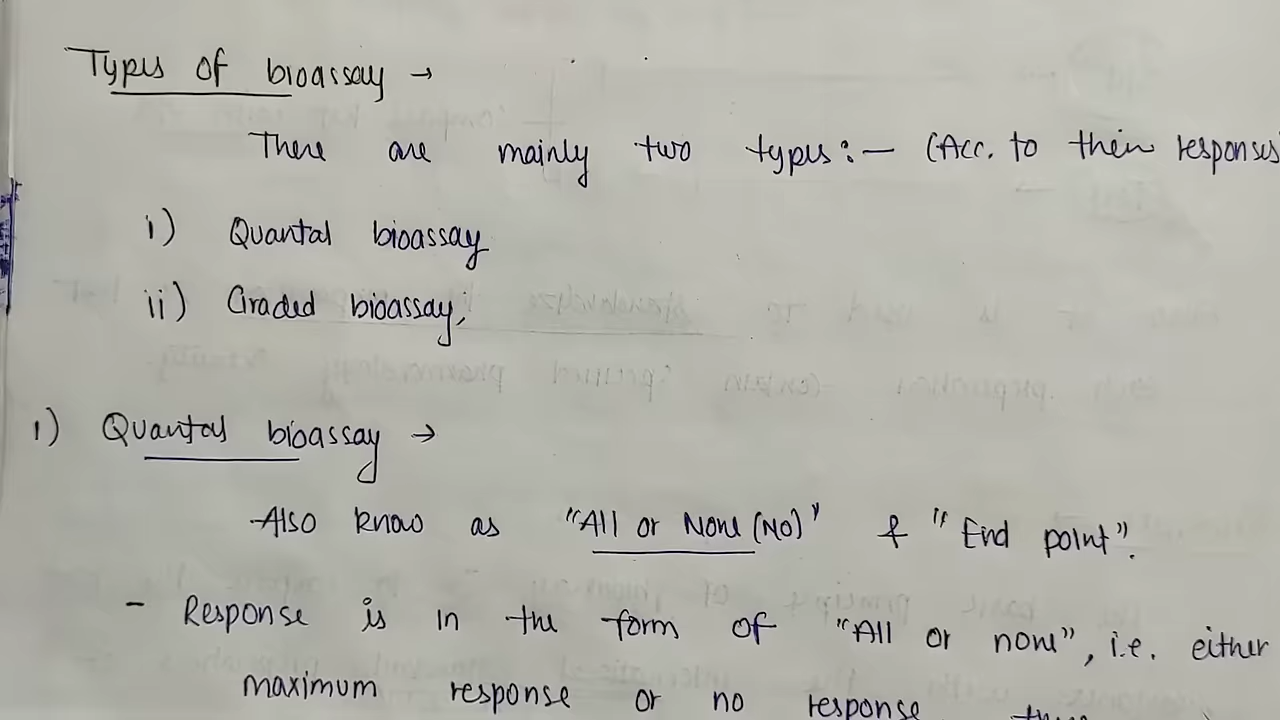 Types of bioassay →
There are mainly two types :— (Acc. to their responses
i) Quantal bioassay
ii) Graded bioassay;
1) Quantal bioassay →
Also know as "All or None (No)" & "End point".
- Response is in the form of "All or none", i.e. either
maximum response or no response